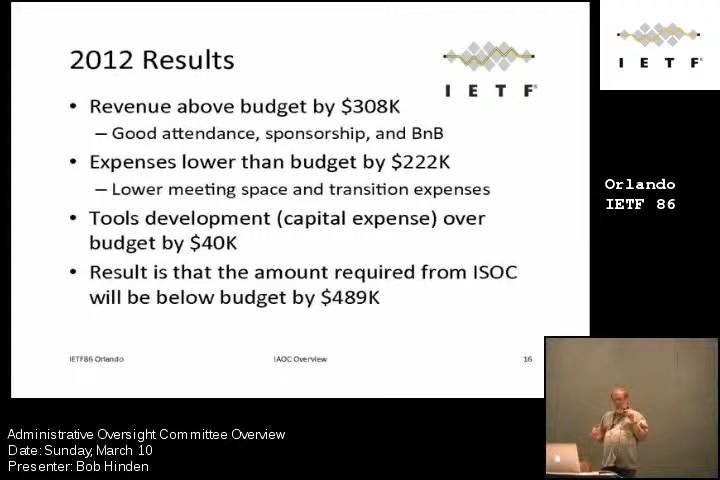 2012 Results
I E T F
• Revenue above budget by $308K
– Good attendance, sponsorship, and BnB
• Expenses lower than budget by $222K
– Lower meeting space and transition expenses
• Tools development (capital expense) over
budget by $40K
• Result is that the amount required from ISOC
will be below budget by $489K
IETF86 Orlando IAOC Overview 16
I E T F
Orlando
IETF 86
Administrative Oversight Committee Overview
Date: Sunday, March 10
Presenter: Bob Hinden